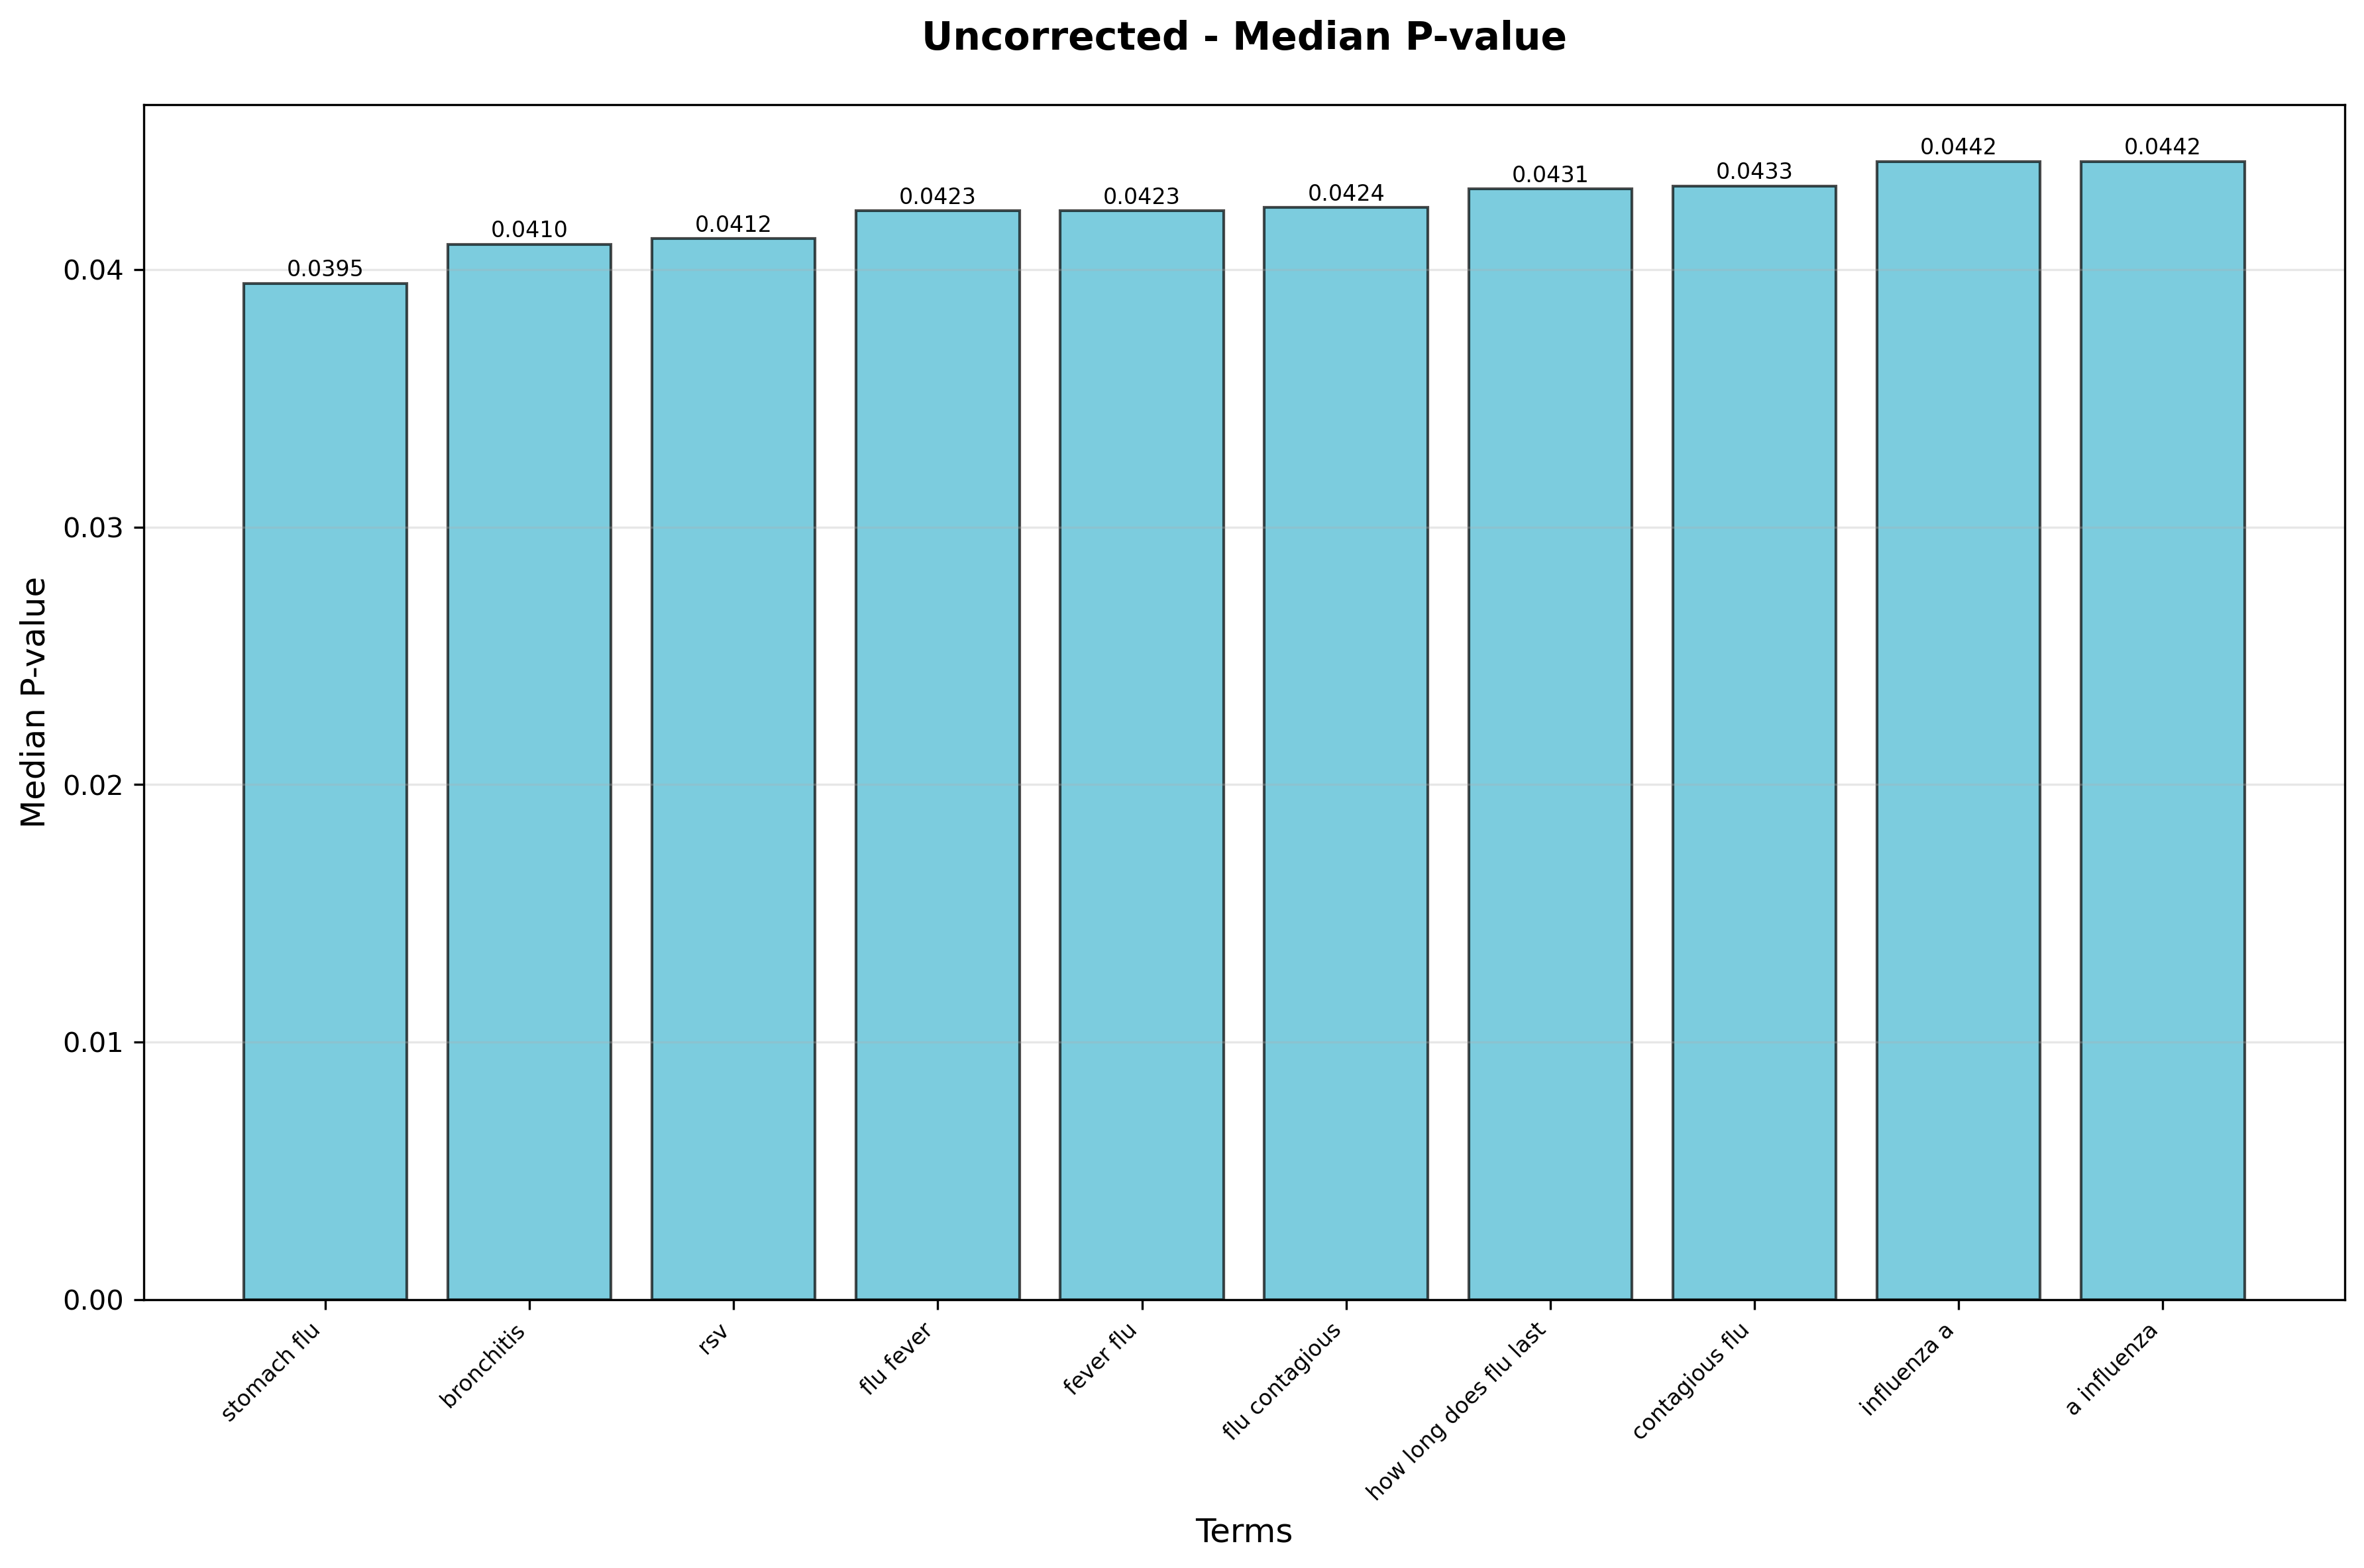 Uncorrected - Median P-value
Median P-value
0.04
0.03
0.02
0.01
0.00
0.0395
0.0410
0.0412
0.0423
0.0423
0.0424
0.0431
0.0433
0.0442
0.0442
stomach flu
bronchitis
rsv
flu fever
fever flu
flu contagious
how long does flu last
contagious flu
influenza a
a influenza
Terms